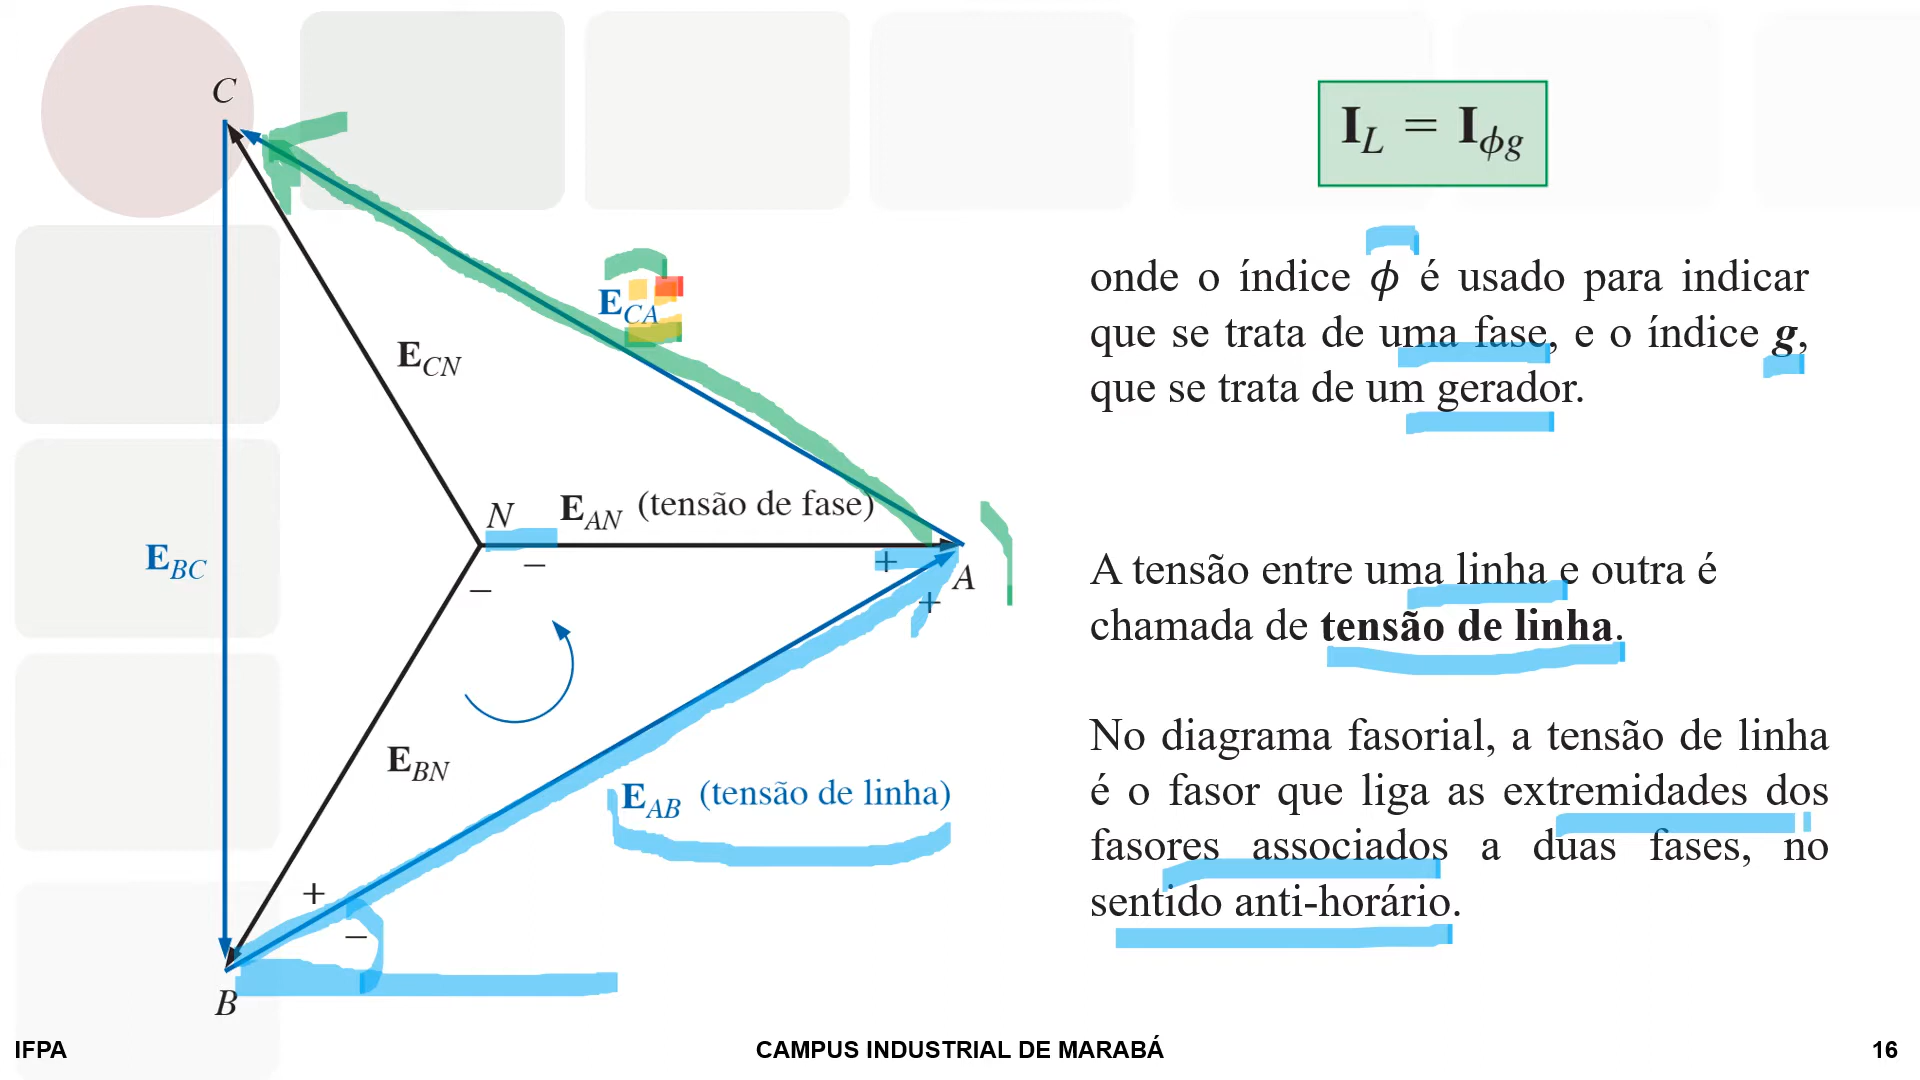 C
I_L = I_ϕg
onde o índice ϕ é usado para indicar
que se trata de uma fase, e o índice g,
que se trata de um gerador.
E_CA
E_CN
N
E_AN (tensão de fase)
E_BC
−
+
A
−
+
A tensão entre uma linha e outra é
chamada de tensão de linha.
E_BN
E_AB (tensão de linha)
No diagrama fasorial, a tensão de linha
é o fasor que liga as extremidades dos
fasores associados a duas fases, no
sentido anti-horário.
+
−
B
IFPA
CAMPUS INDUSTRIAL DE MARABÁ
16